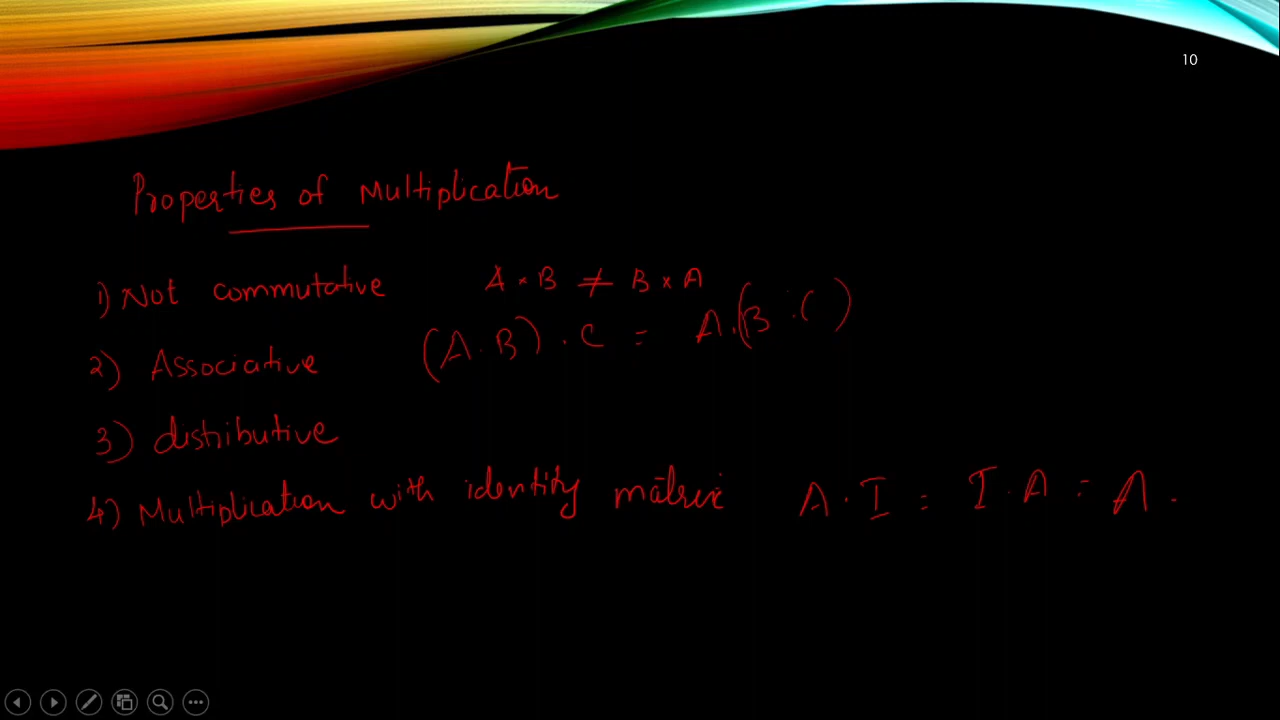 10
Properties of Multiplication
1) Not commutative A × B ≠ B × A
2) Associative (A · B) · C = A · (B · C)
3) distributive
4) Multiplication with identity matrix A · I = I · A = A .